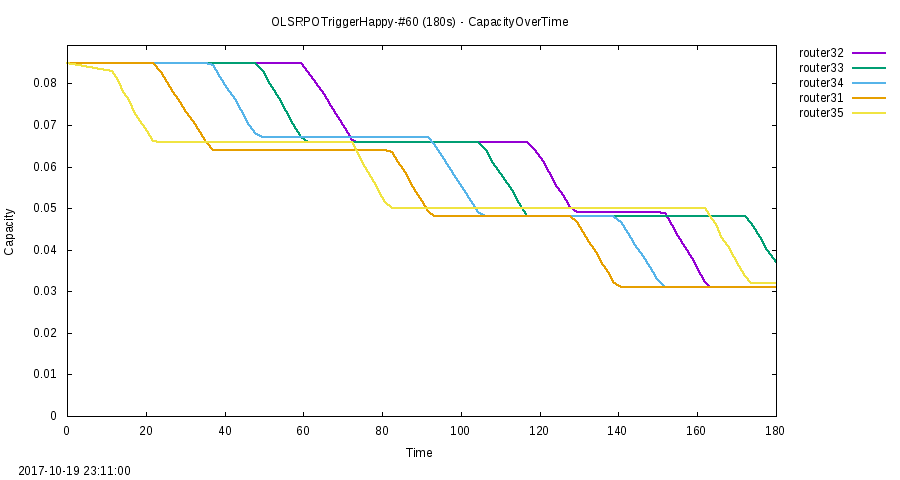 OLSRPOTriggerHappy-#60 (180s) - CapacityOverTime
router32
router33
router34
router31
router35
0.08
0.07
0.06
0.05
0.04
0.03
0.02
0.01
0
Capacity
0 20 40 60 80 100 120 140 160 180
Time
2017-10-19 23:11:00